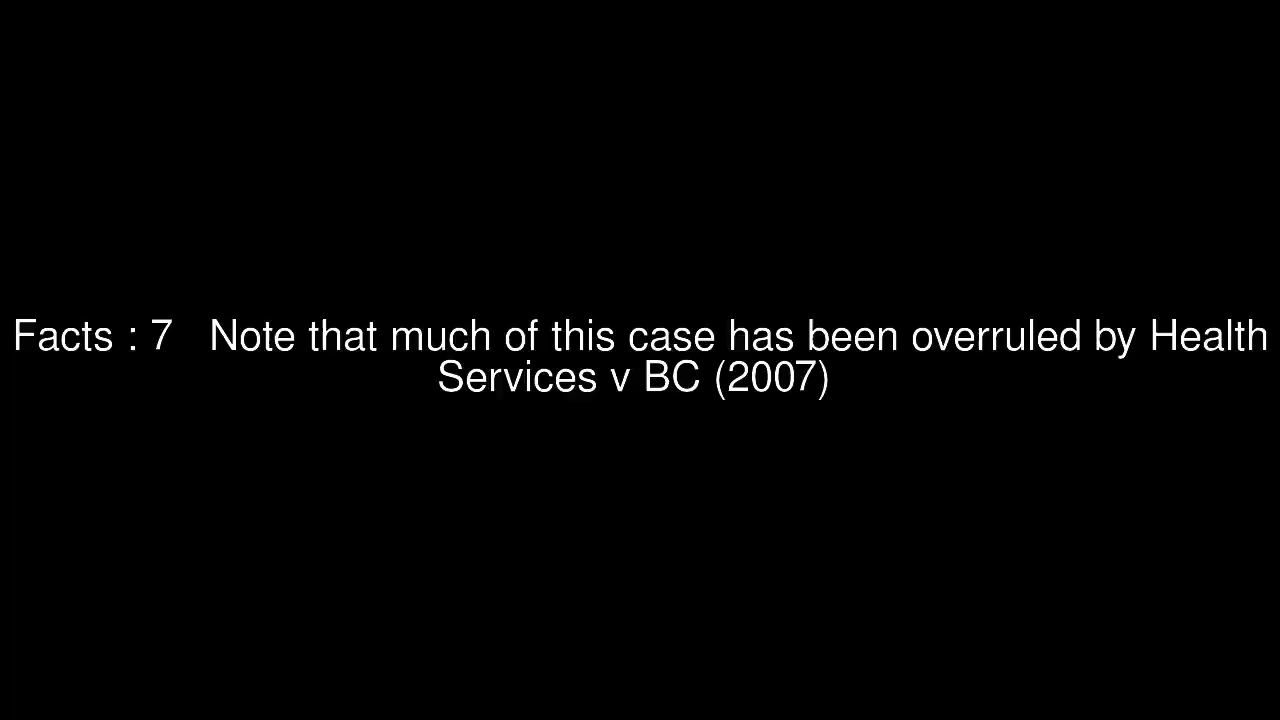 Facts : 7   Note that much of this case has been overruled by Health
Services v BC (2007)